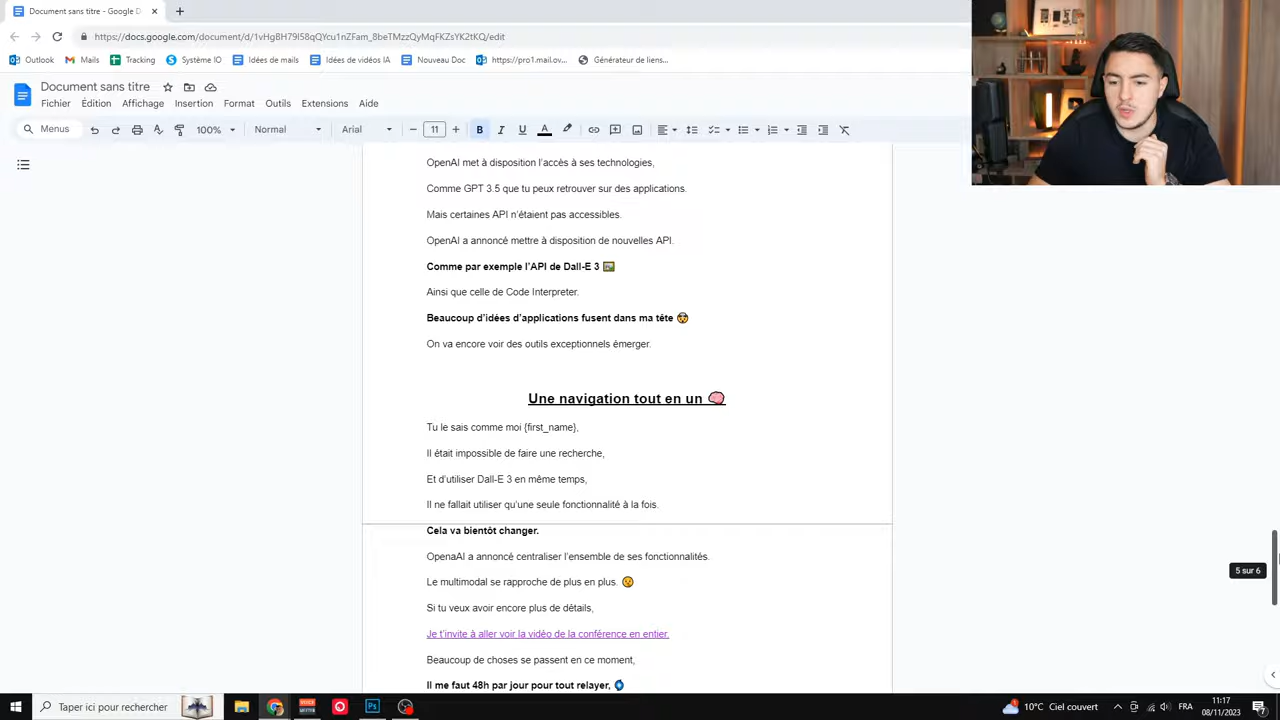 Document sans titre - Google D
https://docs.google.com/document/d/1vHg8H79I58qQYcu1nZFam_8beTMzzQyMqFKZsYK2tKQ/edit
Outlook Mails Tracking Système IO Idées de mails Idées de vidéos IA Nouveau Doc https://pro1.mail.ov... Générateur de liens...
Document sans titre
Fichier Édition Affichage Insertion Format Outils Extensions Aide
Menus 100% Normal Arial 11 B I U A
OpenAI met à disposition l'accès à ses technologies,
Comme GPT 3.5 que tu peux retrouver sur des applications.
Mais certaines API n'étaient pas accessibles.
OpenAI a annoncé mettre à disposition de nouvelles API.
Comme par exemple l'API de Dall-E 3 🖼️
Ainsi que celle de Code Interpreter.
Beaucoup d'idées d'applications fusent dans ma tête 🤯
On va encore voir des outils exceptionnels émerger.
Une navigation tout en un 🧠
Tu le sais comme moi {first_name},
Il était impossible de faire une recherche,
Et d'utiliser Dall-E 3 en même temps,
Il ne fallait utiliser qu'une seule fonctionnalité à la fois.
Cela va bientôt changer.
OpenaAI a annoncé centraliser l'ensemble de ses fonctionnalités.
Le multimodal se rapproche de plus en plus.
Si tu veux avoir encore plus de détails,
Je t'invite à aller voir la vidéo de la conférence en entier.
Beaucoup de choses se passent en ce moment,
Il me faut 48h par jour pour tout relayer,
5 sur 6
Taper ici pour rechercher
10°C Ciel couvert
FRA
11:17
08/11/2023